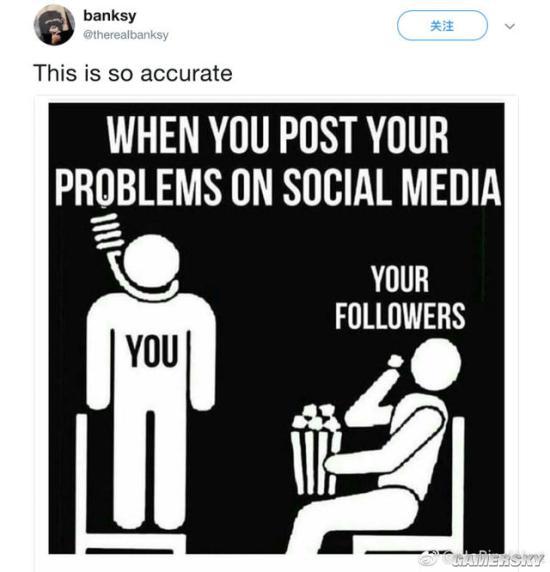 banksy
@therealbanksy
关注
This is so accurate
WHEN YOU POST YOUR
PROBLEMS ON SOCIAL MEDIA
YOUR
FOLLOWERS
YOU
GAMERSKY